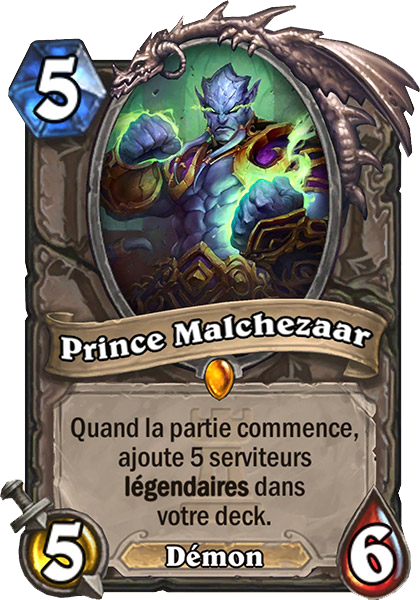 5
Prince Malchezaar
Quand la partie commence,
ajoute 5 serviteurs
légendaires dans
votre deck.
5
Démon
6